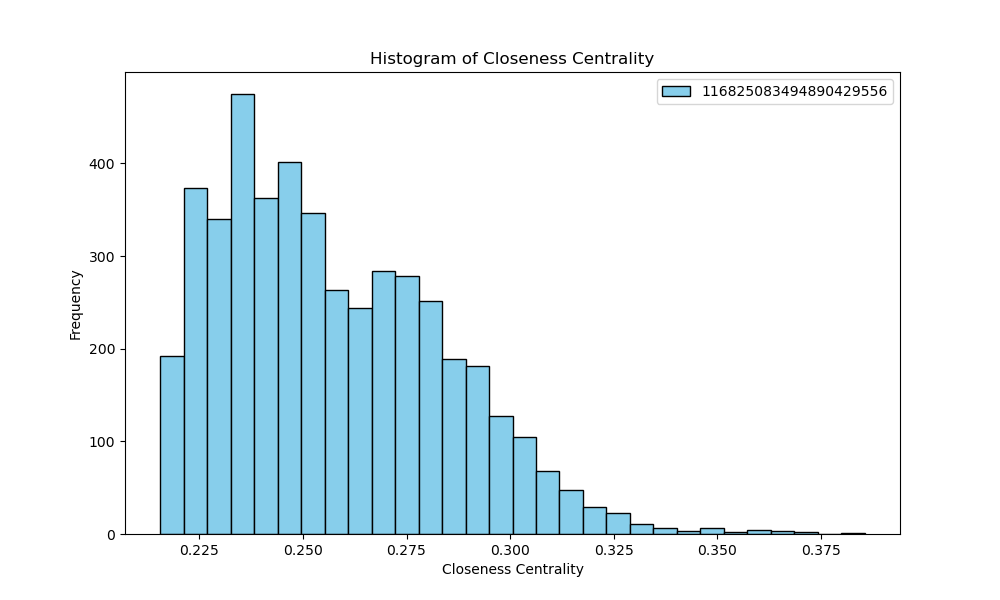 Histogram of Closeness Centrality
116825083494890429556
Frequency
400
300
200
100
0
0.225 0.250 0.275 0.300 0.325 0.350 0.375
Closeness Centrality